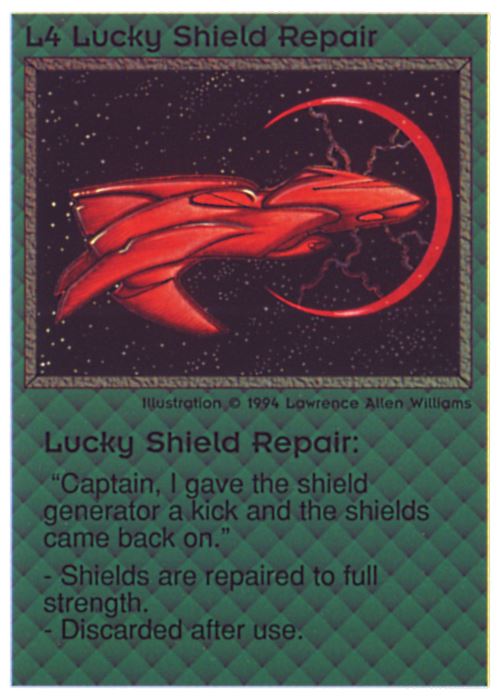 L4 Lucky Shield Repair
Illustration © 1994 Lawrence Allen Williams
Lucky Shield Repair:
“Captain, I gave the shield
generator a kick and the shields
came back on.”
- Shields are repaired to full
strength.
- Discarded after use.